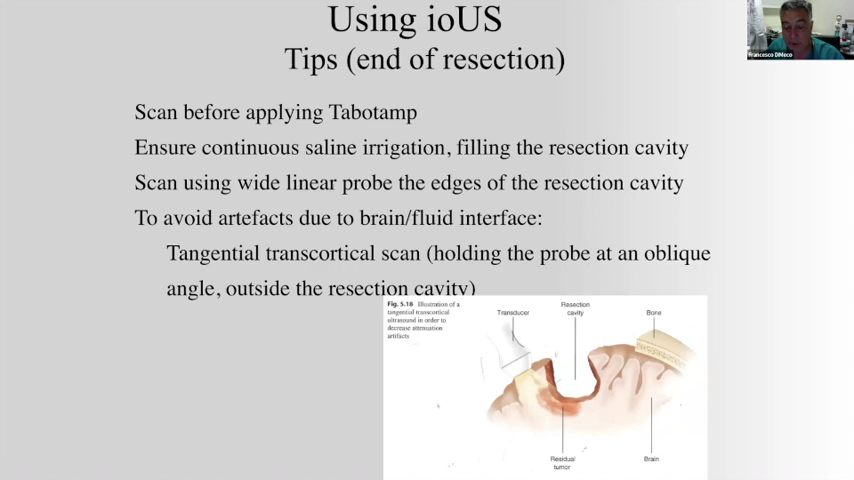 Using ioUS
Tips (end of resection)
Francesco DiMeco
Scan before applying Tabotamp
Ensure continuous saline irrigation, filling the resection cavity
Scan using wide linear probe the edges of the resection cavity
To avoid artefacts due to brain/fluid interface:
Tangential transcortical scan (holding the probe at an oblique
angle, outside the resection cavity)
Fig. 5.18 Illustration of a
tangential transcortical
ultrasound in order to
decrease attenuation
artifacts
Transducer
Resection
cavity
Bone
Residual
tumor
Brain